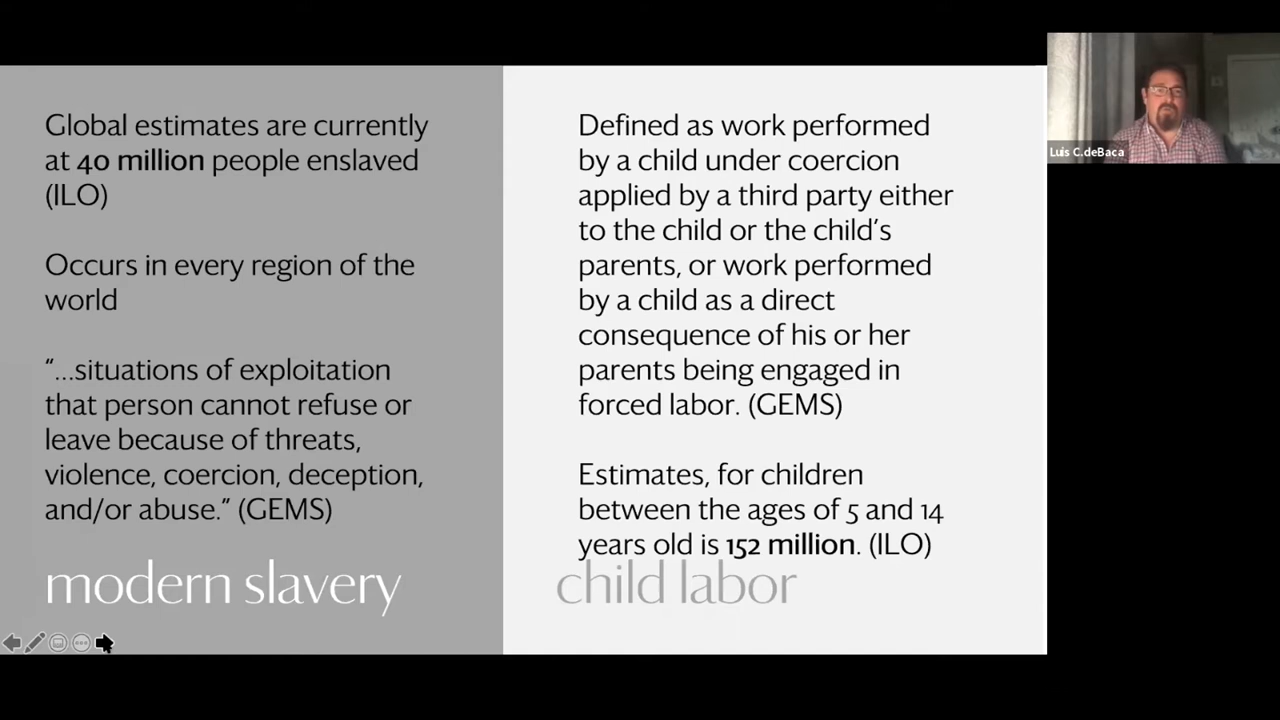 Global estimates are currently
at 40 million people enslaved
(ILO)
Occurs in every region of the
world
“...situations of exploitation
that person cannot refuse or
leave because of threats,
violence, coercion, deception,
and/or abuse.” (GEMS)
modern slavery
Defined as work performed
by a child under coercion
applied by a third party either
to the child or the child’s
parents, or work performed
by a child as a direct
consequence of his or her
parents being engaged in
forced labor. (GEMS)
Estimates, for children
between the ages of 5 and 14
years old is 152 million. (ILO)
child labor
Luis C.deBaca